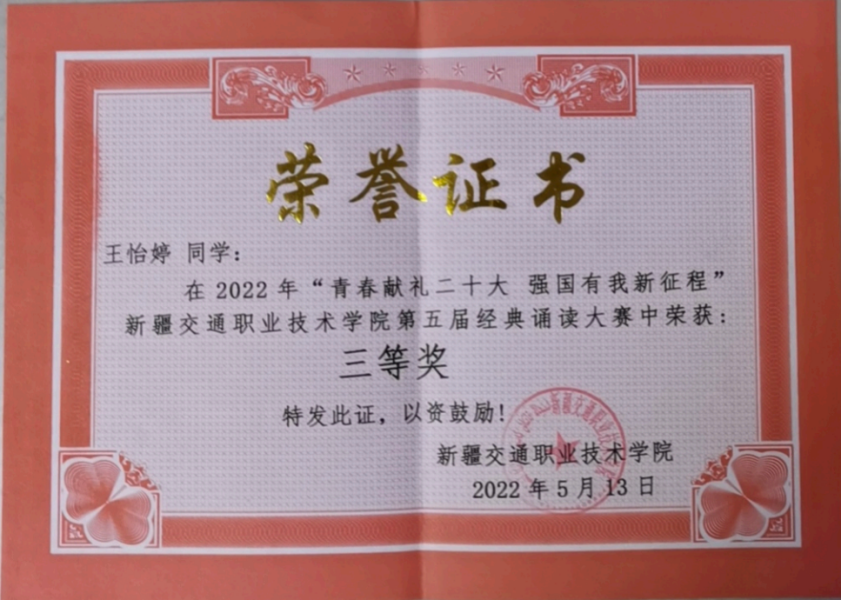 荣誉证书
王怡婷 同学：
在 2022 年“青春献礼二十大 强国有我新征程”
新疆交通职业技术学院第五届经典诵读大赛中荣获：
三等奖
特发此证，以资鼓励！
新疆交通职业技术学院
2022 年 5 月 13 日